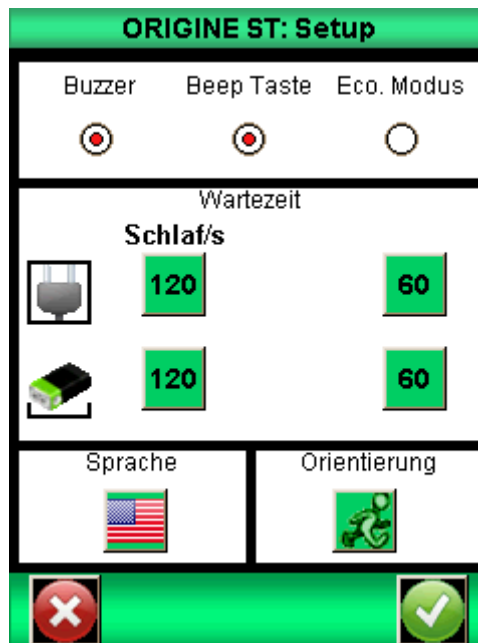 ORIGINE ST: Setup
Buzzer Beep Taste Eco. Modus
Wartezeit
Schlaf/s
120 60
120 60
Sprache Orientierung